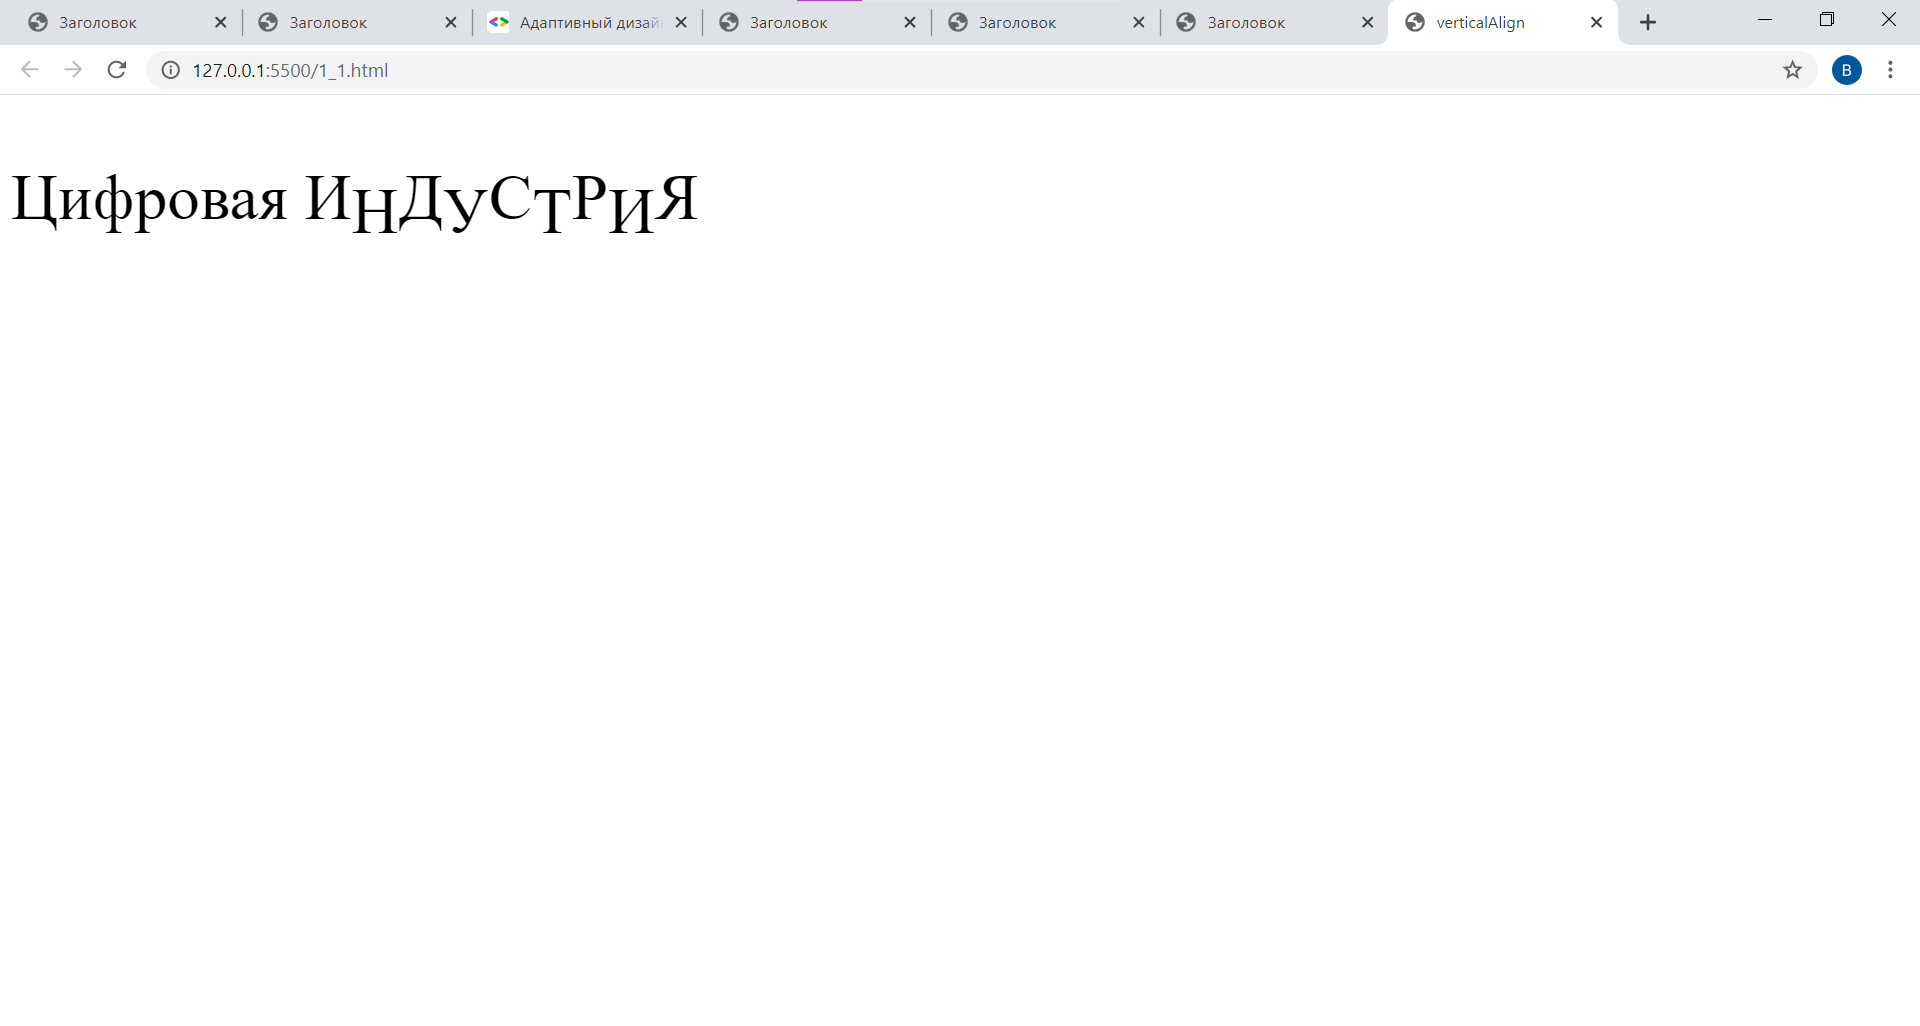 Заголовок Заголовок Адаптивный дизай Заголовок Заголовок Заголовок verticalAlign
127.0.0.1:5500/1_1.html B
Цифровая ИНДУСТРИЯ